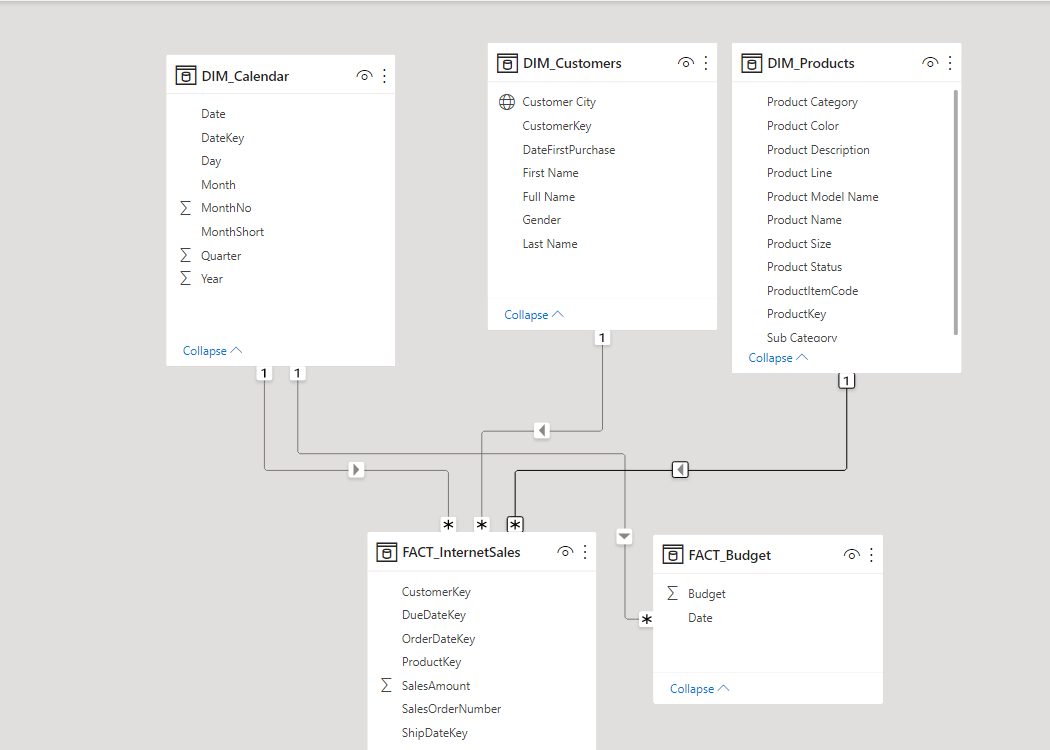 DIM_Calendar
Date
DateKey
Day
Month
MonthNo
MonthShort
Quarter
Year
Collapse
1
1
DIM_Customers
Customer City
CustomerKey
DateFirstPurchase
First Name
Full Name
Gender
Last Name
Collapse
1
DIM_Products
Product Category
Product Color
Product Description
Product Line
Product Model Name
Product Name
Product Size
Product Status
ProductItemCode
ProductKey
Sub Category
Collapse
1
*
*
*
FACT_InternetSales
CustomerKey
DueDateKey
OrderDateKey
ProductKey
SalesAmount
SalesOrderNumber
ShipDateKey
*
FACT_Budget
Budget
Date
Collapse